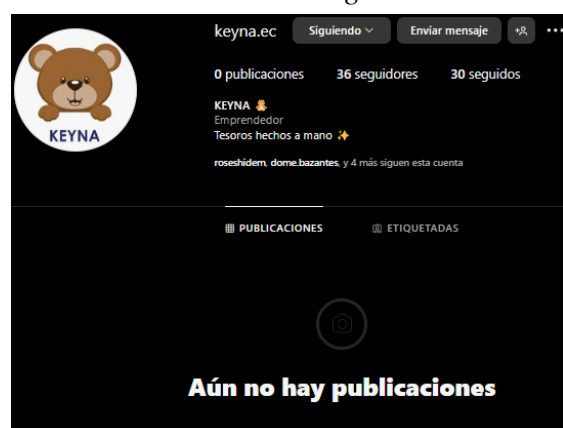 keyna.ec Siguiendo Enviar mensaje
0 publicaciones 36 seguidores 30 seguidos
KEYNA
Emprendedor
Tesoros hechos a mano ✨
roseshidem, dome.bazantes, y 4 más siguen esta cuenta
KEYNA
PUBLICACIONES ETIQUETADAS
Aún no hay publicaciones